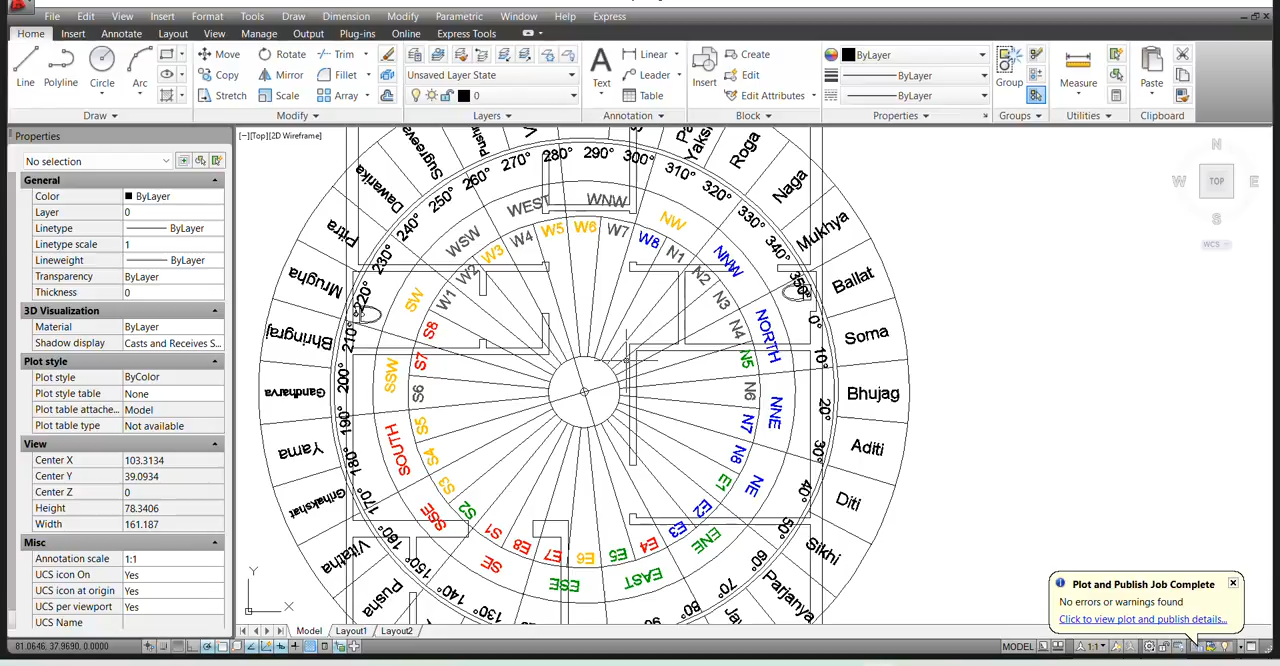 File Edit View Insert Format Tools Draw Dimension Modify Parametric Window Help Express
Home Insert Annotate Layout View Manage Output Plug-ins Online Express Tools
Line Polyline Circle Arc
Draw
Move Rotate Trim
Copy Mirror Fillet
Stretch Scale Array
Modify
Unsaved Layer State
0
Layers
Text
Linear
Leader
Table
Annotation
Insert
Create
Edit
Edit Attributes
Block
ByLayer
ByLayer
ByLayer
Properties
Group
Groups
Measure
Utilities
Paste
Clipboard
Properties
No selection
General
Color ByLayer
Layer 0
Linetype ByLayer
Linetype scale 1
Lineweight ByLayer
Transparency ByLayer
Thickness 0
3D Visualization
Material ByLayer
Shadow display Casts and Receives S...
Plot style
Plot style ByColor
Plot style table None
Plot table attache... Model
Plot table type Not available
View
Center X 103.3134
Center Y 39.0934
Center Z 0
Height 78.3406
Width 161.187
Misc
Annotation scale 1:1
UCS icon On Yes
UCS icon at origin Yes
UCS per viewport Yes
UCS Name
[−][Top][2D Wireframe]
N
W TOP E
S
WCS
Roga
Naga
Mukhya
Ballat
Soma
Bhujag
Aditi
Diti
Sikhi
Parjanya
Pusha
Vitatha
Grihakshat
Yama
Gandharva
Bhringraj
Mrugha
Pitra
Dawarika
Sugreeva
270° 280° 290° 300° 310° 320° 330° 340° 350° 0° 10° 20° 30° 40° 50° 60° 70° 80°
130° 140° 150° 160° 170° 180° 190° 200° 210° 220° 230° 240° 250° 260°
WEST WNW NW NNW NORTH NNE NE ENE EAST ESE SE SSE SOUTH SSW SW WSW
W1 W2 W3 W4 W5 W6 W7 W8
N1 N2 N3 N4 N5 N6 N7 N8
E1 E2 E3 E4 E5 E6 E7 E8
S1 S2 S3 S4 S5 S6 S7 S8
Y
X
Plot and Publish Job Complete
No errors or warnings found
Click to view plot and publish details...
Model Layout1 Layout2
81.0646, 37.9690, 0.0000
MODEL
1:1